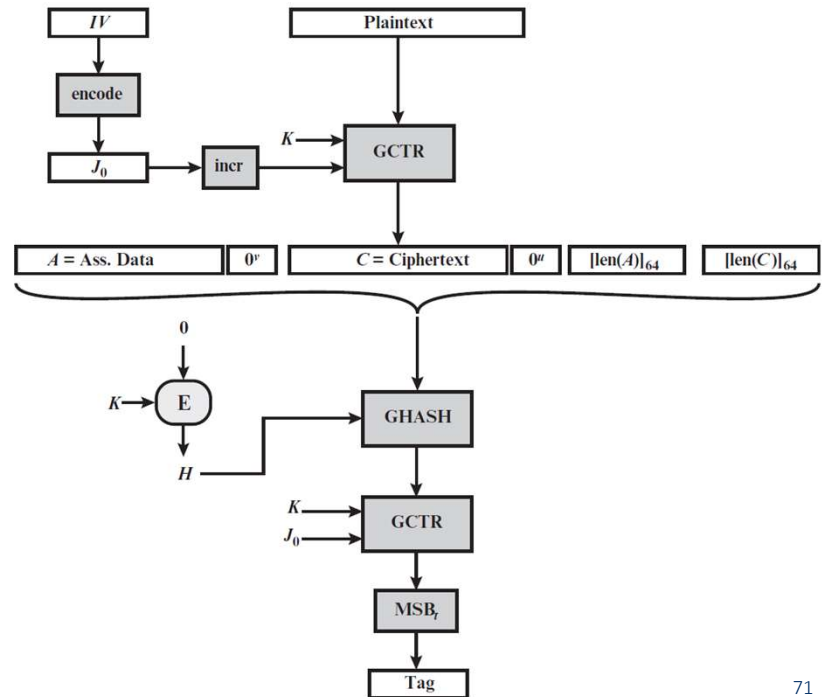 IV
Plaintext
encode
K
GCTR
J₀
incr
A = Ass. Data
0ᵛ
C = Ciphertext
0ᵘ
[len(A)]₆₄
[len(C)]₆₄
0
K
E
GHASH
H
K
GCTR
J₀
MSBₜ
Tag
71